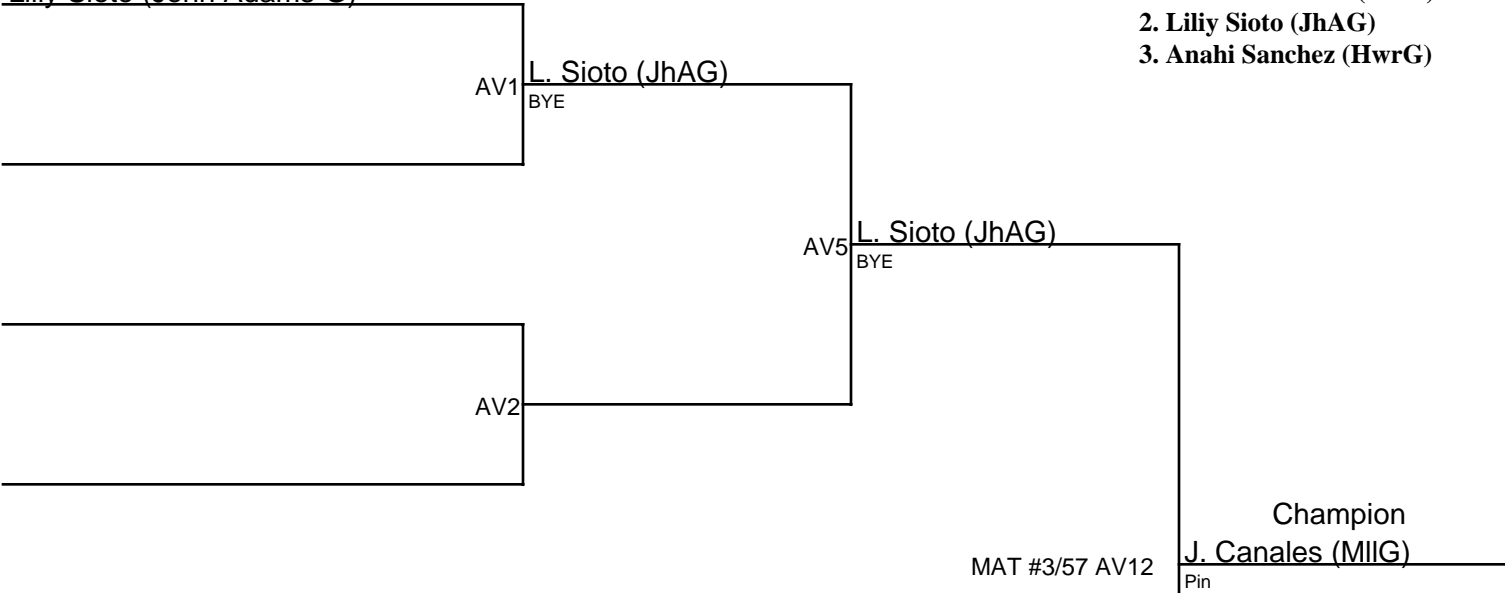 2. Liliy Sioto (JhAG)
3. Anahi Sanchez (HwrG)
AV1
L. Sioto (JhAG)
BYE
AV5
L. Sioto (JhAG)
BYE
AV2
Champion
MAT #3/57 AV12
J. Canales (MllG)
Pin